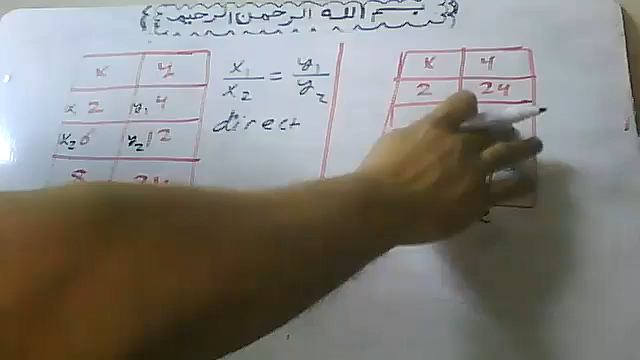 بسم الله الرحمن الرحيم
x y
x₁ 2 y₁ 4
x₂ 6 y₂ 12
x₁/x₂ = y₁/y₂
direct
x y
2 24